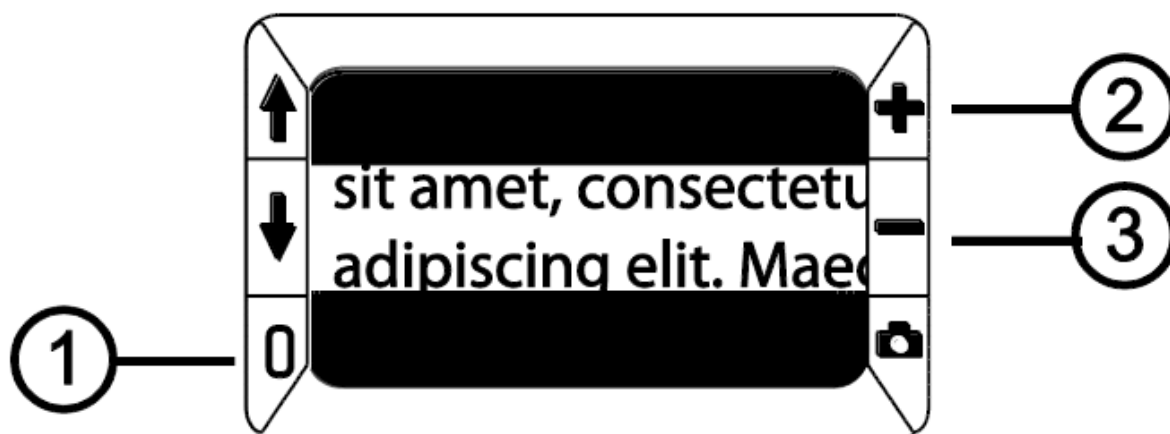 + 2
sit amet, consectetu
− 3
adipiscing elit. Maec
1 0